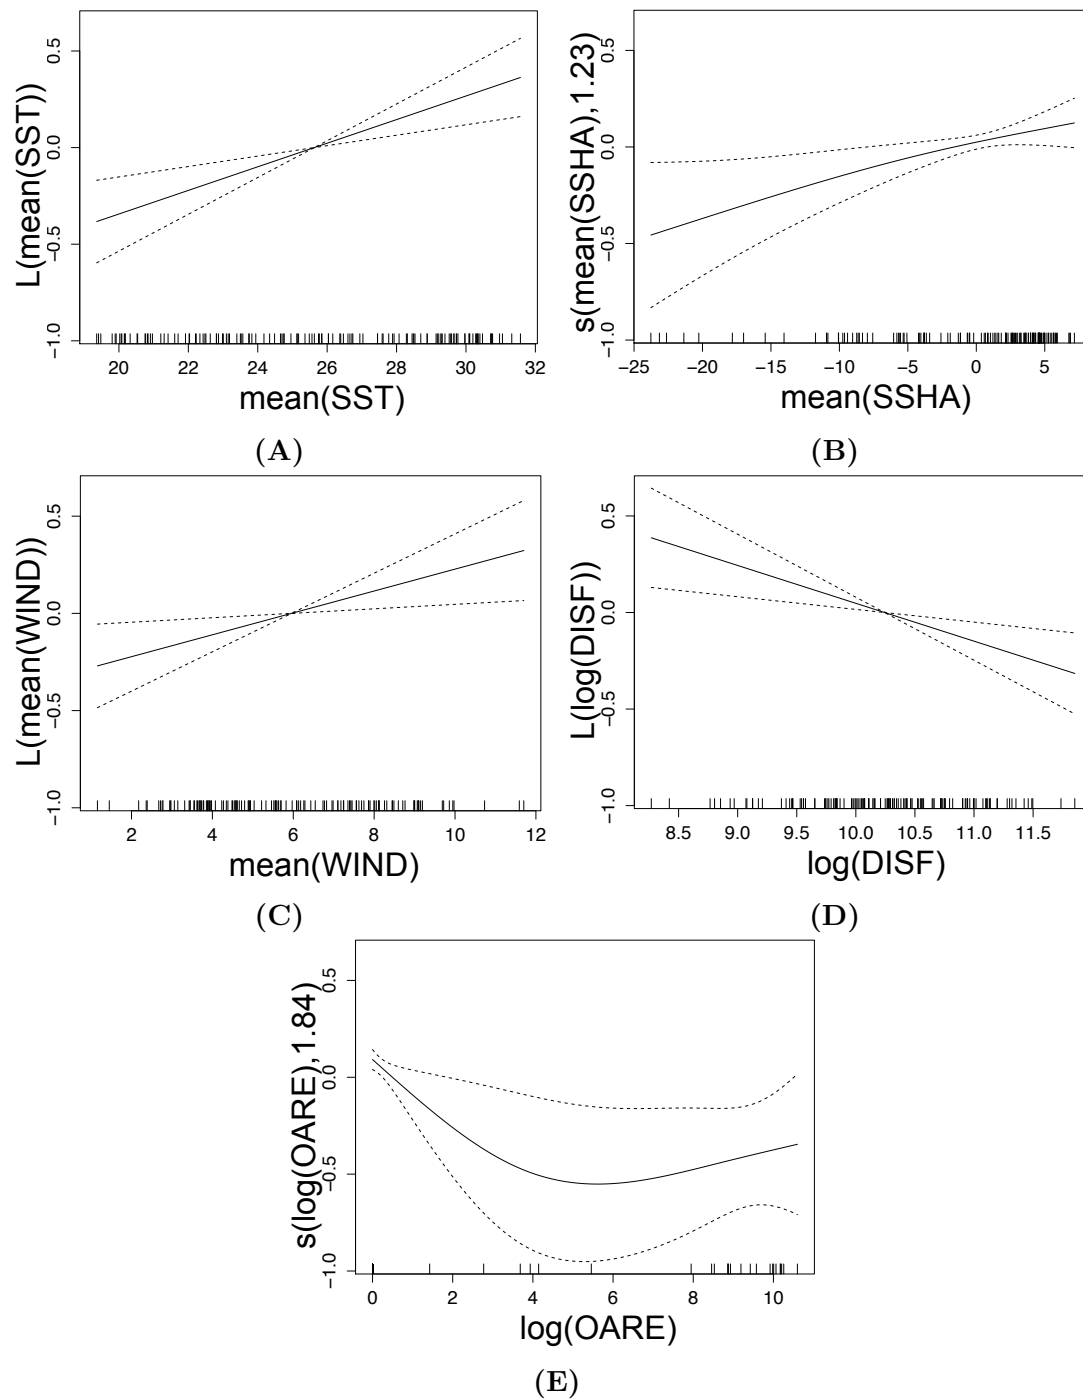 L(mean(SST))
0.5
0.0
−0.5
−1.0
20 22 24 26 28 30 32
mean(SST)
(A)
s(mean(SSHA),1.23)
0.5
0.0
−0.5
−1.0
−25 −20 −15 −10 −5 0 5
mean(SSHA)
(B)
L(mean(WIND))
0.5
0.0
−0.5
−1.0
2 4 6 8 10 12
mean(WIND)
(C)
L(log(DISF))
0.5
0.0
−0.5
−1.0
8.5 9.0 9.5 10.0 10.5 11.0 11.5
log(DISF)
(D)
s(log(OARE),1.84)
0.5
0.0
−0.5
−1.0
0 2 4 6 8 10
log(OARE)
(E)